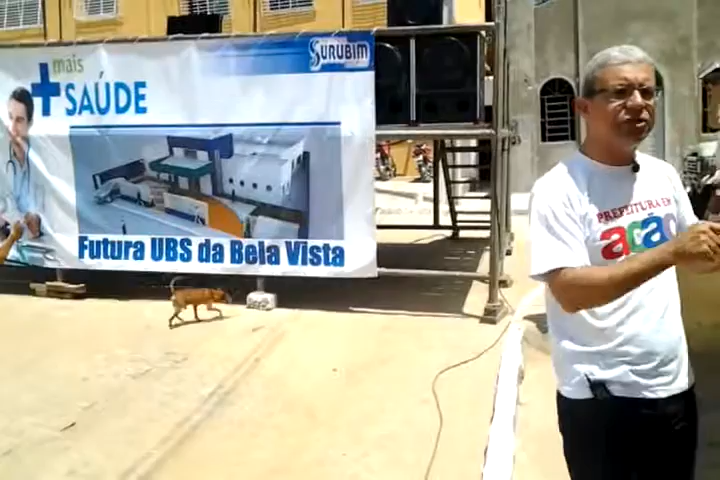 mais
SAÚDE
SURUBIM
Futura UBS da Bela Vista
PREFEITURA EM
ação